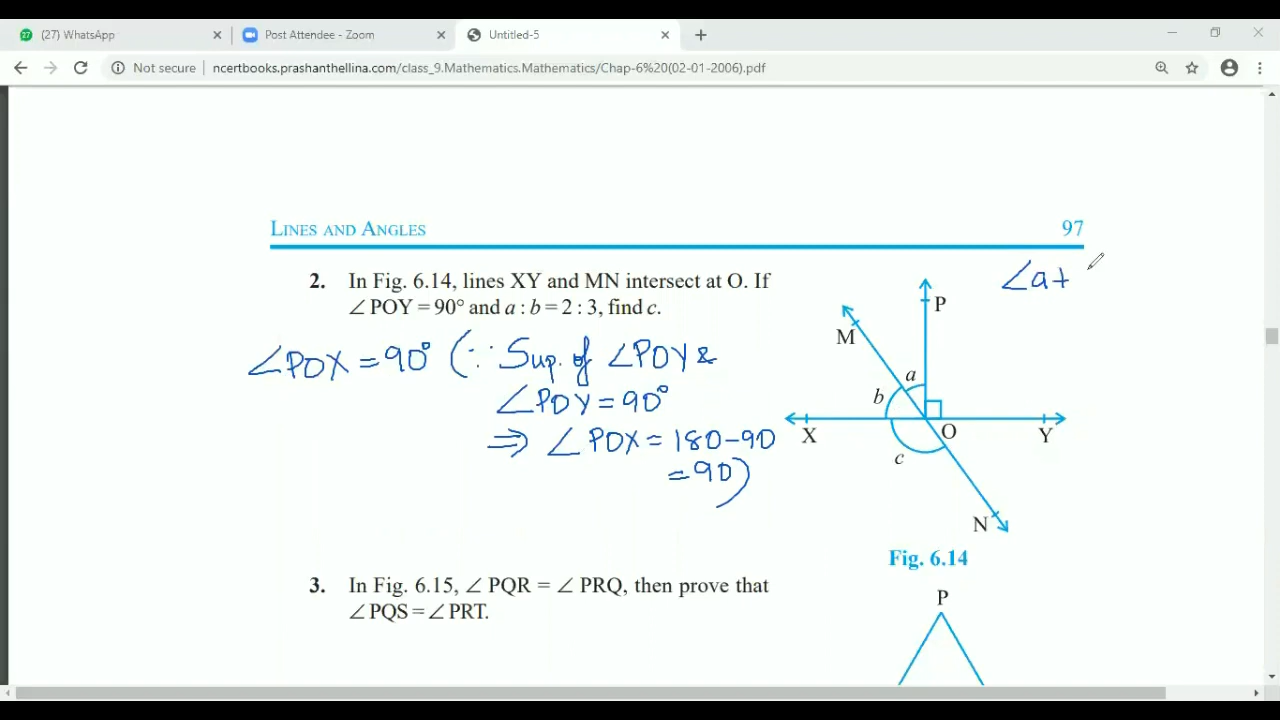 (27) WhatsApp
Post Attendee - Zoom
Untitled-5
Not secure
ncertbooks.prashanthellina.com/class_9.Mathematics.Mathematics/Chap-6%20(02-01-2006).pdf
LINES AND ANGLES
97
2. In Fig. 6.14, lines XY and MN intersect at O. If
∠ POY = 90° and a : b = 2 : 3, find c.
∠POX = 90° (∵ Sup. of ∠POY &
∠POY = 90°
⇒ ∠POX = 180-90
= 90)
∠a+
P
M
a
b
X
O
Y
c
N
Fig. 6.14
3. In Fig. 6.15, ∠ PQR = ∠ PRQ, then prove that
∠ PQS = ∠ PRT.
P